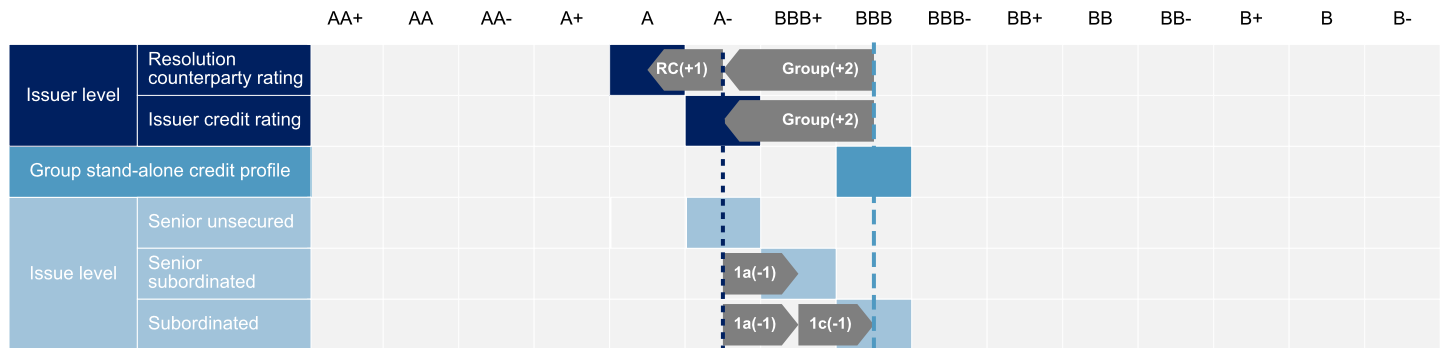 AA+ AA AA- A+ A A- BBB+ BBB BBB- BB+ BB BB- B+ B B-
Issuer level
Resolution
counterparty rating
RC(+1) Group(+2)
Issuer credit rating
Group(+2)
Group stand-alone credit profile
Issue level
Senior unsecured
Senior
subordinated
1a(-1)
Subordinated
1a(-1) 1c(-1)